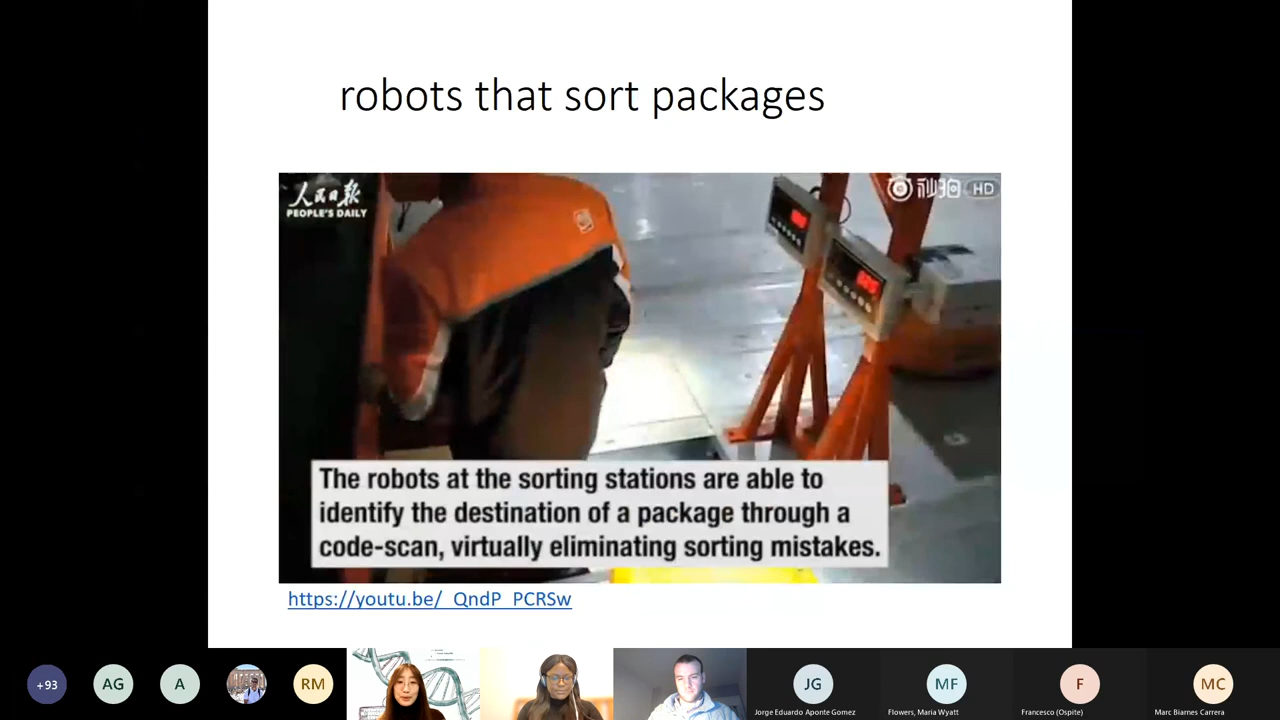 robots that sort packages
人民日报
PEOPLE'S DAILY
秒拍 HD
The robots at the sorting stations are able to
identify the destination of a package through a
code-scan, virtually eliminating sorting mistakes.
https://youtu.be/_QndP_PCRSw
+93
AG
A
RM
JG
Jorge Eduardo Aponte Gomez
MF
Flowers, Maria Wyatt
F
Francesco (Ospite)
MC
Marc Biarnes Carrera